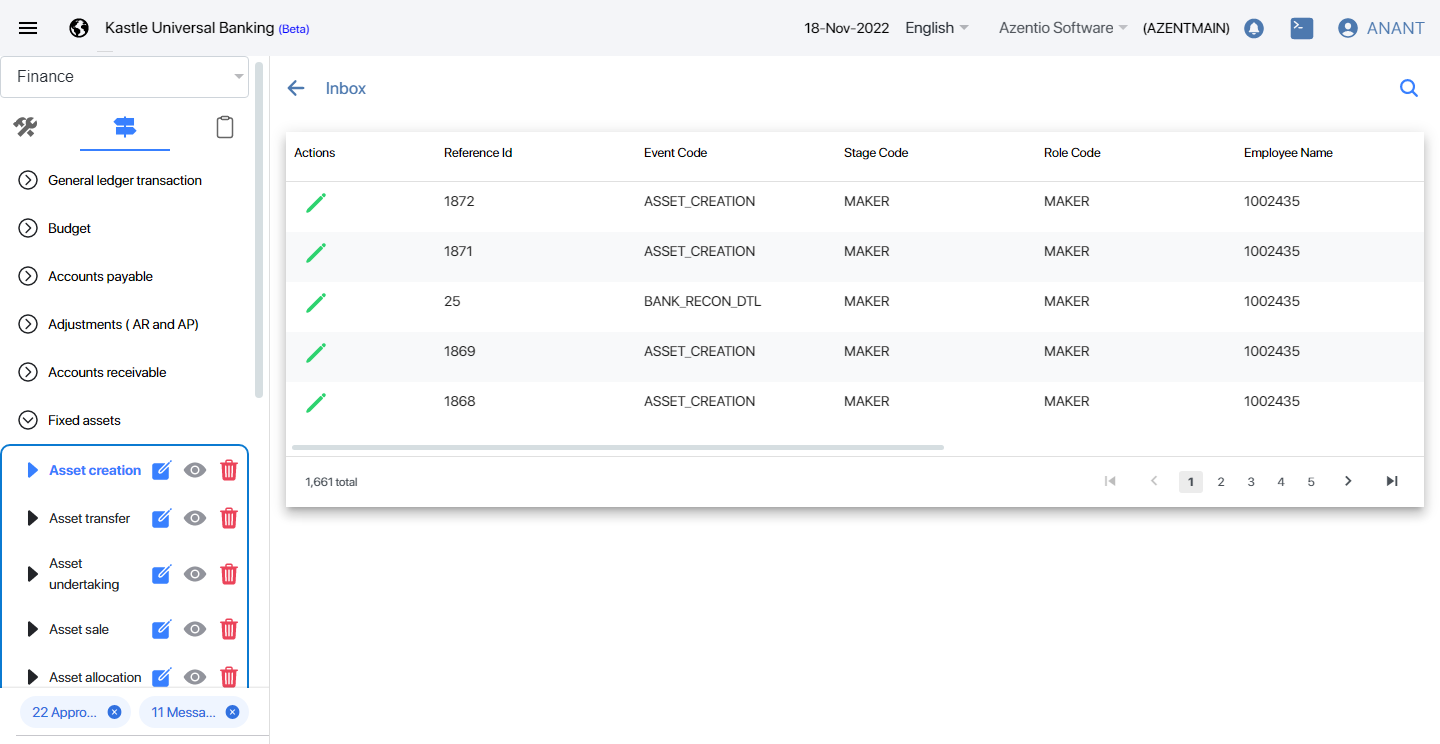 Kastle Universal Banking (Beta) 18-Nov-2022 English Azentio Software (AZENTMAIN) ANANT
Finance
General ledger transaction
Budget
Accounts payable
Adjustments ( AR and AP)
Accounts receivable
Fixed assets
Asset creation
Asset transfer
Asset
undertaking
Asset sale
Asset allocation
22 Appro... 11 Messa...
Inbox
Actions Reference Id Event Code Stage Code Role Code Employee Name
1872 ASSET_CREATION MAKER MAKER 1002435
1871 ASSET_CREATION MAKER MAKER 1002435
25 BANK_RECON_DTL MAKER MAKER 1002435
1869 ASSET_CREATION MAKER MAKER 1002435
1868 ASSET_CREATION MAKER MAKER 1002435
1,661 total 1 2 3 4 5